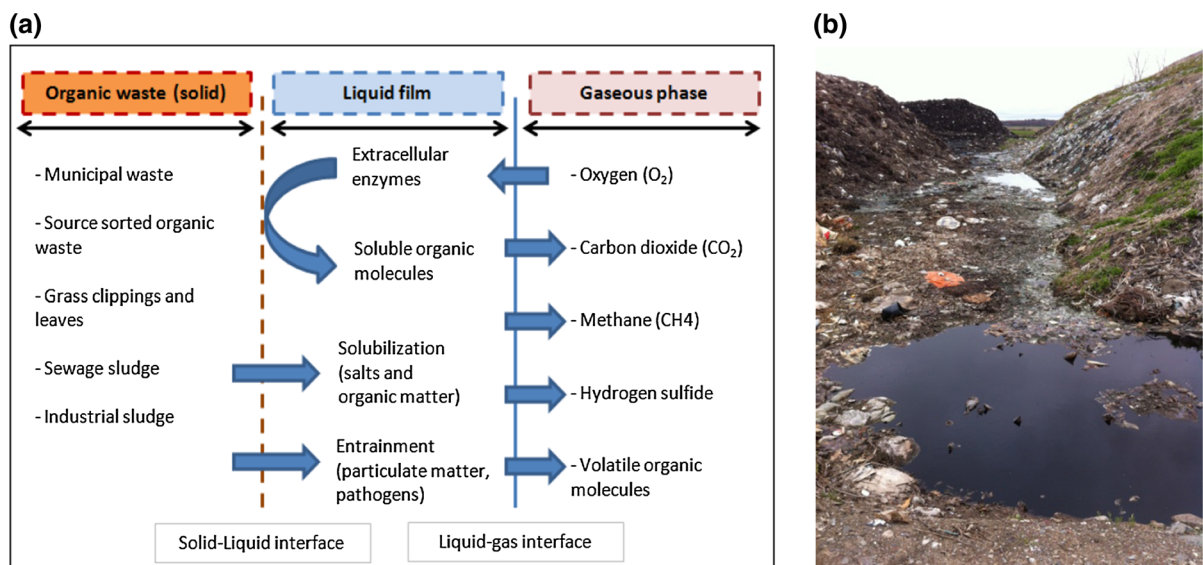 (a)
(b)
Organic waste (solid)
Liquid film
Gaseous phase
- Municipal waste
- Source sorted organic
waste
- Grass clippings and
leaves
- Sewage sludge
- Industrial sludge
Extracellular
enzymes
Soluble organic
molecules
Solubilization
(salts and
organic matter)
Entrainment
(particulate matter,
pathogens)
- Oxygen (O₂)
- Carbon dioxide (CO₂)
- Methane (CH4)
- Hydrogen sulfide
- Volatile organic
molecules
Solid-Liquid interface
Liquid-gas interface